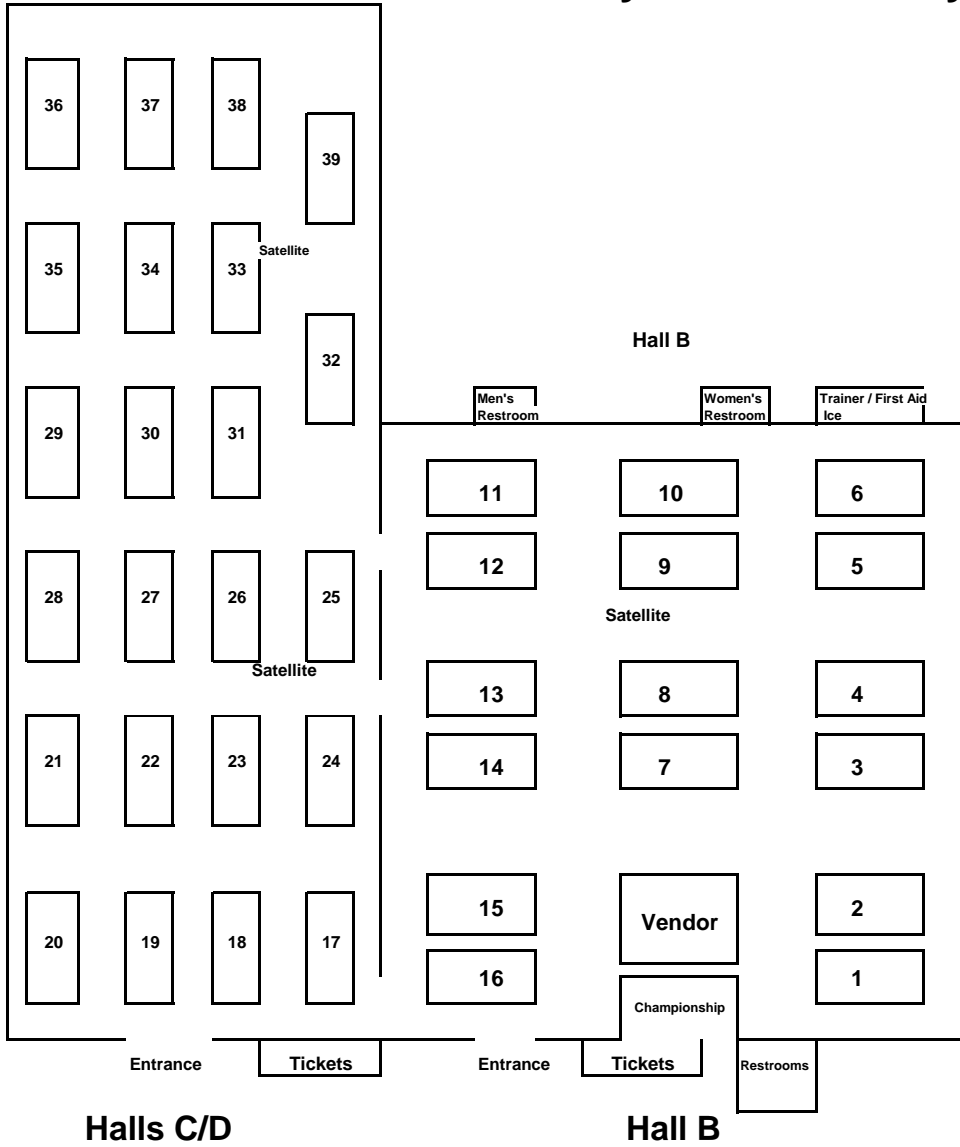 36 37 38
39
35 34 33 Satellite
32
Hall B
Men's
Restroom
Women's
Restroom
Trainer / First Aid
Ice
29 30 31
11 10 6
12 9 5
28 27 26 25
Satellite
Satellite
13 8 4
21 22 23 24
14 7 3
15 Vendor 2
20 19 18 17
16 1
Championship
Entrance Tickets Entrance Tickets Restrooms
Halls C/D Hall B